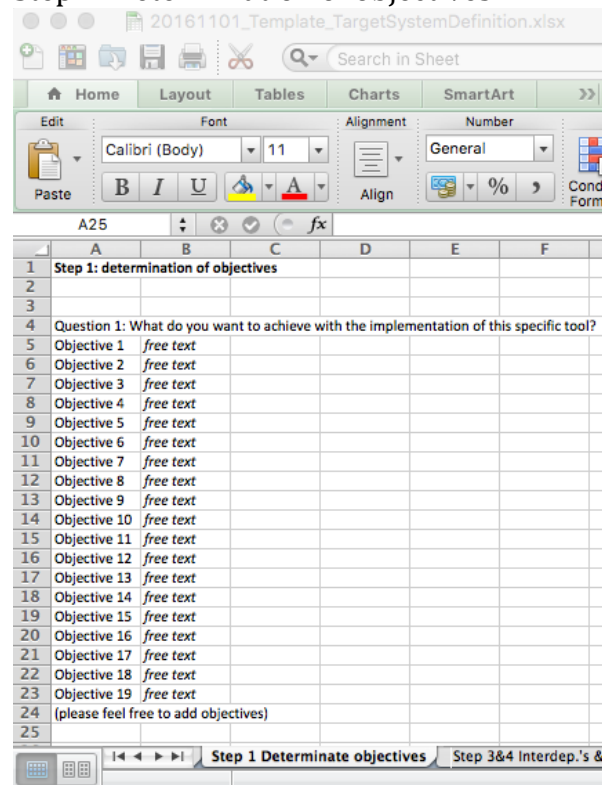 20161101_Template_TargetSystemDefinition.xlsx
Search in Sheet
Home Layout Tables Charts SmartArt >>
Edit Font Alignment Number
Calibri (Body) 11 General
Paste B I U A Align % , Cond
Form
A25 fx
A B C D E F
1 Step 1: determination of objectives
2
3
4 Question 1: What do you want to achieve with the implementation of this specific tool?
5 Objective 1 free text
6 Objective 2 free text
7 Objective 3 free text
8 Objective 4 free text
9 Objective 5 free text
10 Objective 6 free text
11 Objective 7 free text
12 Objective 8 free text
13 Objective 9 free text
14 Objective 10 free text
15 Objective 11 free text
16 Objective 12 free text
17 Objective 13 free text
18 Objective 14 free text
19 Objective 15 free text
20 Objective 16 free text
21 Objective 17 free text
22 Objective 18 free text
23 Objective 19 free text
24 (please feel free to add objectives)
25
Step 1 Determinate objectives Step 3&4 Interdep.'s &